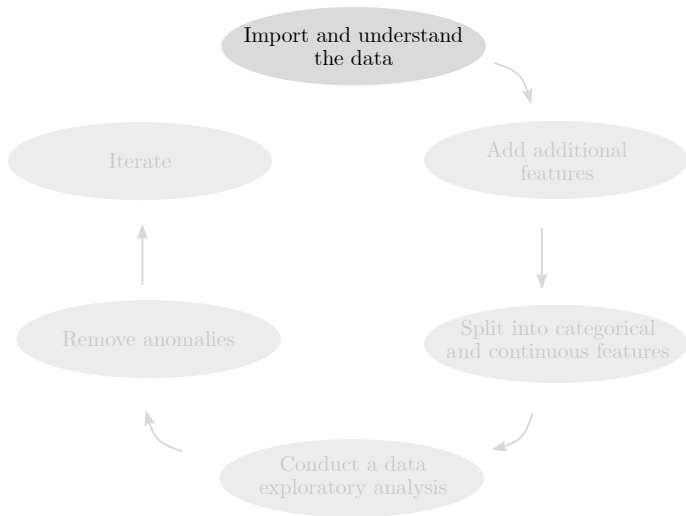 Import and understand
the data
Add additional
features
Split into categorical
and continuous features
Conduct a data
exploratory analysis
Remove anomalies
Iterate